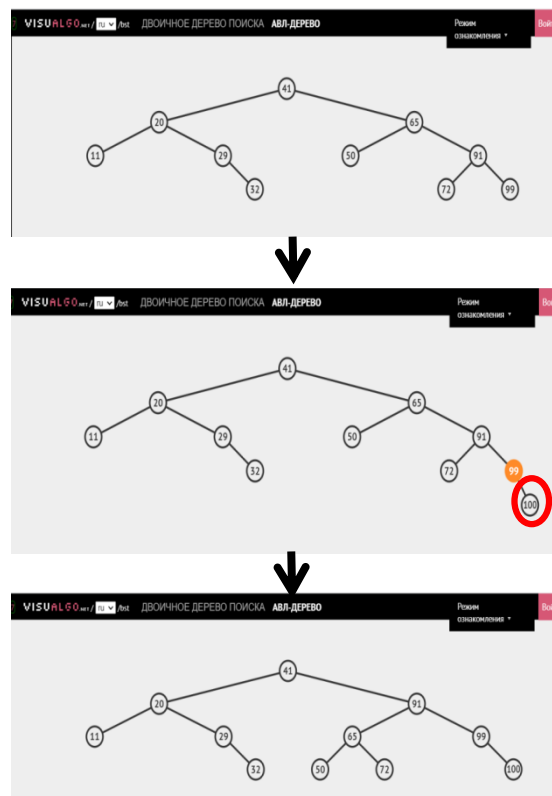 VISUALGO.NET / ru /bst ДВОИЧНОЕ ДЕРЕВО ПОИСКА АВЛ-ДЕРЕВО Режим ознакомления
41
20 65
11 29 50 91
32 72 99
VISUALGO.NET / ru /bst ДВОИЧНОЕ ДЕРЕВО ПОИСКА АВЛ-ДЕРЕВО Режим ознакомления
41
20 65
11 29 50 91
32 72 99
100
VISUALGO.NET / ru /bst ДВОИЧНОЕ ДЕРЕВО ПОИСКА АВЛ-ДЕРЕВО Режим ознакомления
41
20 91
11 29 65 99
32 50 72 100